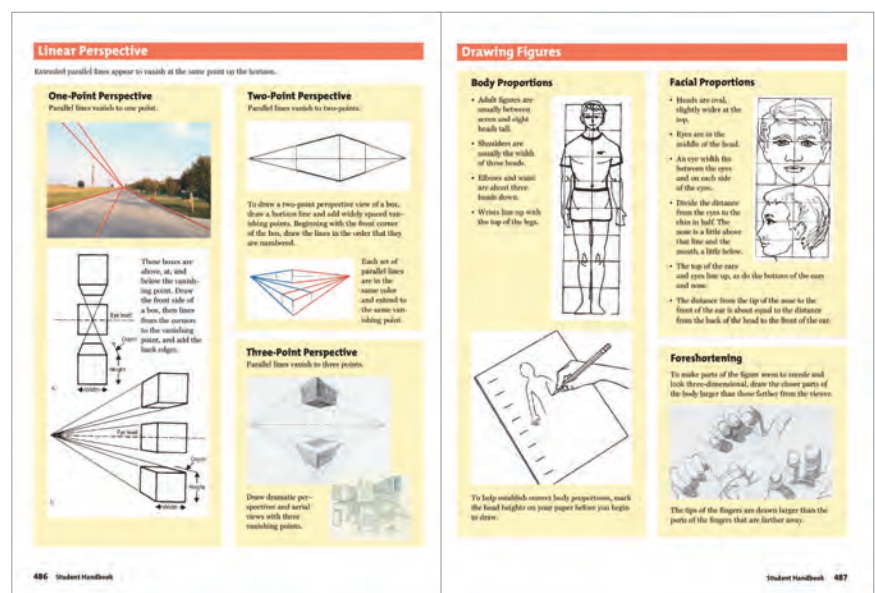 Linear Perspective
Extended parallel lines appear to vanish at the same point on the horizon.
One-Point Perspective
Parallel lines vanish to one point.
These boxes are
above, at, and
below the vanish-
ing point. Draw
the front side of
a box, then lines
from the corners
to the vanishing
point, and add the
back edges.
Eye level
Depth
Height
Width
a.
Eye level
Depth
Height
Width
b.
Two-Point Perspective
Parallel lines vanish to two-points.
To draw a two-point perspective view of a box,
draw a horizon line and add widely spaced van-
ishing points. Beginning with the front corner
of the box, draw the lines in the order that they
are numbered.
Each set of
parallel lines
are in the
same color
and extend to
the same van-
ishing point.
Three-Point Perspective
Parallel lines vanish to three points.
Draw dramatic per-
spectives and aerial
views with three
vanishing points.
486 Student Handbook
Drawing Figures
Body Proportions
• Adult figures are
usually between
seven and eight
heads tall.
• Shoulders are
usually the width
of three heads.
• Elbows and waist
are about three
heads down.
• Wrists line up with
the top of the legs.
To help establish correct body proportions, mark
the head heights on your paper before you begin
to draw.
Facial Proportions
• Heads are oval,
slightly wider at the
top.
• Eyes are in the
middle of the head.
• An eye width fits
between the eyes
and on each side
of the eyes.
• Divide the distance
from the eyes to the
chin in half. The
nose is a little above
that line and the
mouth, a little below.
• The top of the ears
and eyes line up, as do the bottom of the ears
and nose.
• The distance from the tip of the nose to the
front of the ear is about equal to the distance
from the back of the head to the front of the ear.
Foreshortening
To make parts of the figure seem to recede and
look three-dimensional, draw the closer parts of
the body larger than those farther from the viewer.
The tips of the fingers are drawn larger than the
parts of the fingers that are farther away.
Student Handbook 487